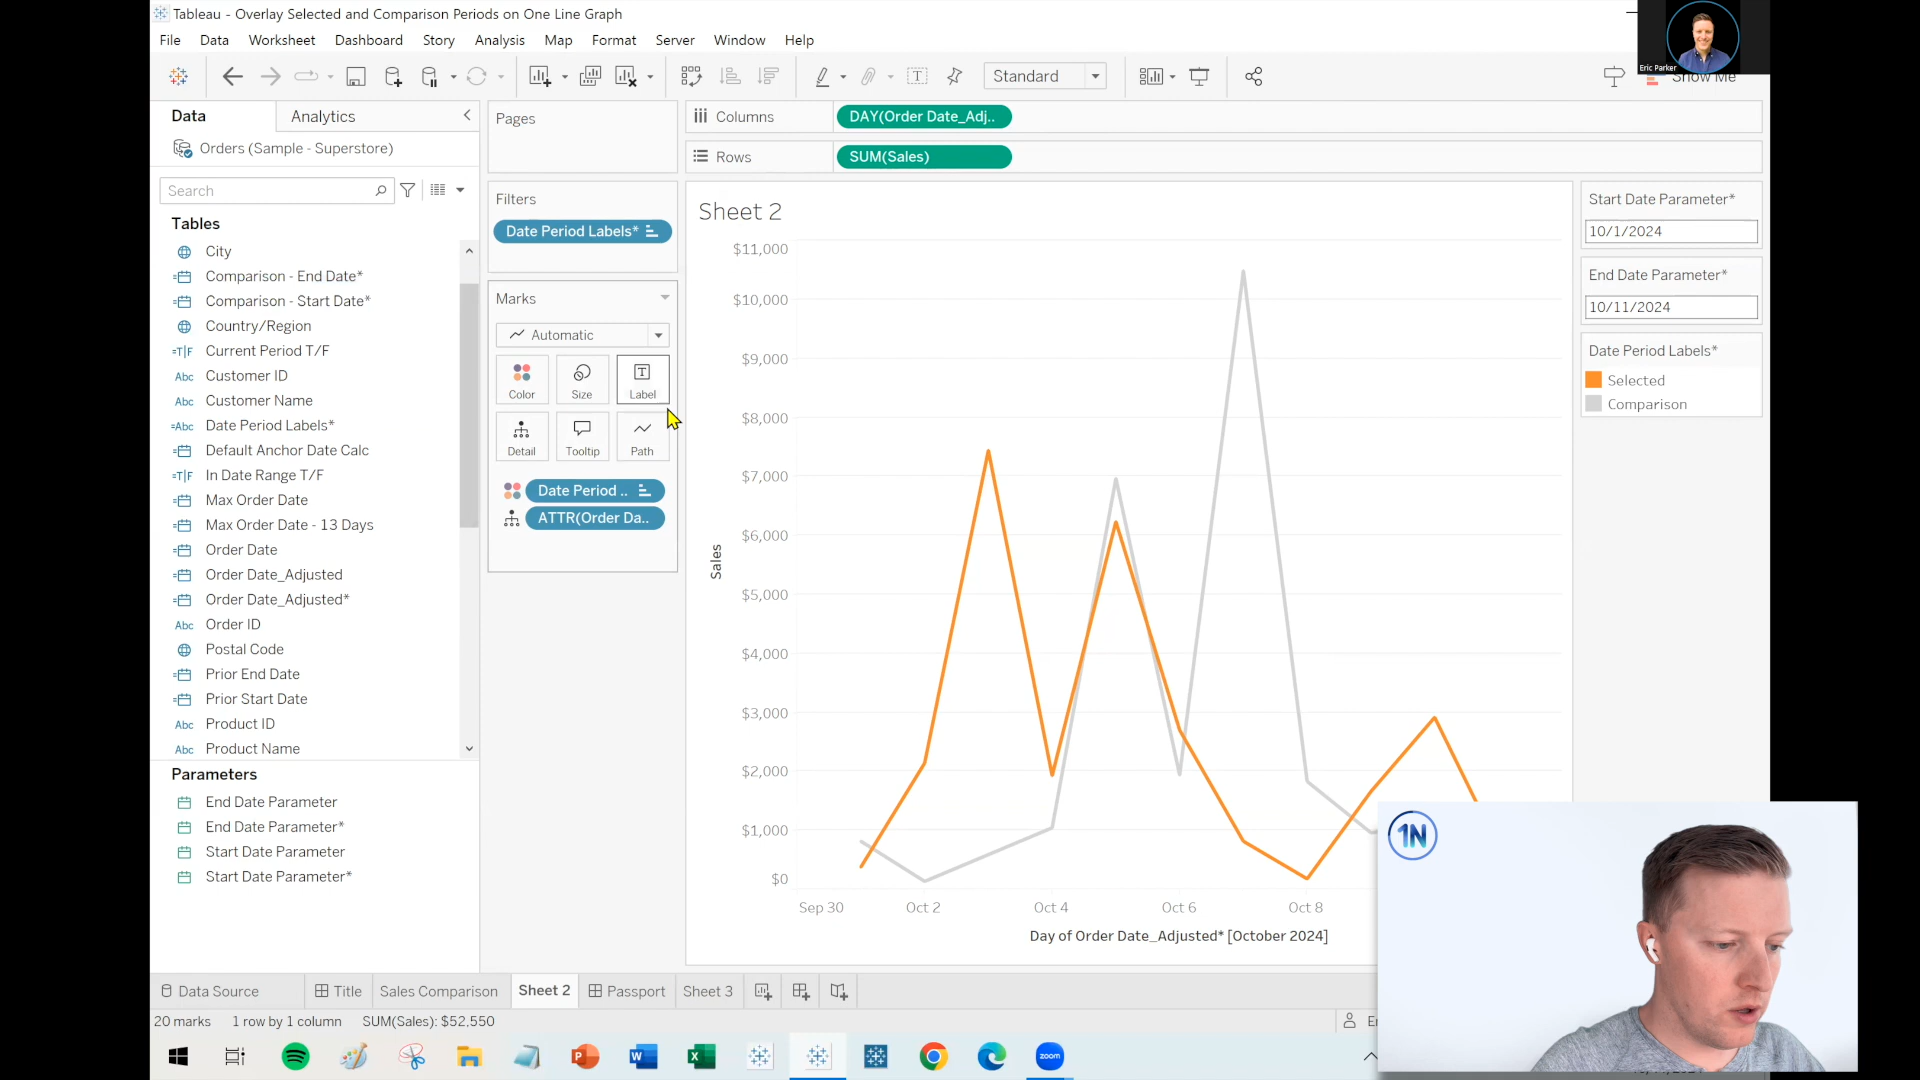 Tableau - Overlay Selected and Comparison Periods on One Line Graph
File Data Worksheet Dashboard Story Analysis Map Format Server Window Help
Eric Parker
Standard
Show Me
Data
Analytics
Orders (Sample - Superstore)
Search
Tables
City
Comparison - End Date*
Comparison - Start Date*
Country/Region
Current Period T/F
Customer ID
Customer Name
Date Period Labels*
Default Anchor Date Calc
In Date Range T/F
Max Order Date
Max Order Date - 13 Days
Order Date
Order Date_Adjusted
Order Date_Adjusted*
Order ID
Postal Code
Prior End Date
Prior Start Date
Product ID
Product Name
Parameters
End Date Parameter
End Date Parameter*
Start Date Parameter
Start Date Parameter*
Pages
Filters
Date Period Labels*
Marks
Automatic
Color
Size
Label
Detail
Tooltip
Path
Date Period ..
ATTR(Order Da..
Columns
DAY(Order Date_Adj..
Rows
SUM(Sales)
Sheet 2
$11,000
$10,000
$9,000
$8,000
$7,000
$6,000
$5,000
$4,000
$3,000
$2,000
$1,000
$0
Sales
Sep 30
Oct 2
Oct 4
Oct 6
Oct 8
Day of Order Date_Adjusted* [October 2024]
Start Date Parameter*
10/1/2024
End Date Parameter*
10/11/2024
Date Period Labels*
Selected
Comparison
1N
Data Source
Title
Sales Comparison
Sheet 2
Passport
Sheet 3
20 marks
1 row by 1 column
SUM(Sales): $52,550
zoom